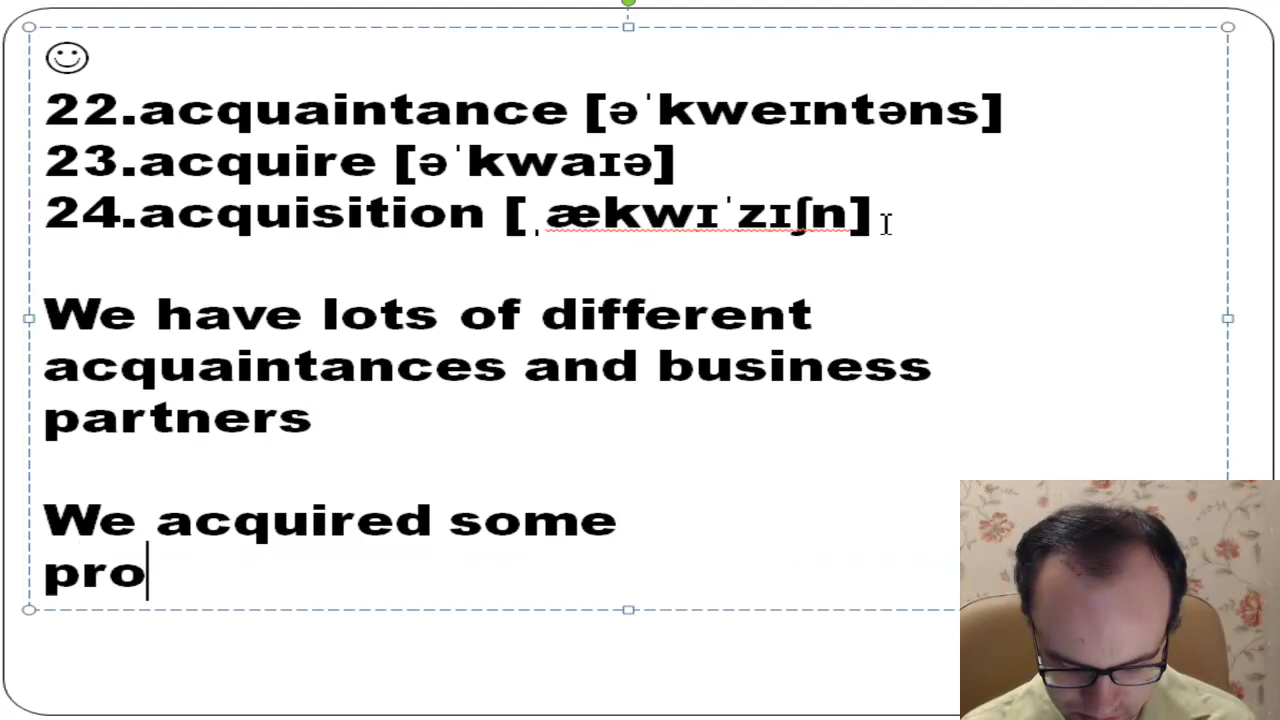 22.acquaintance [əˈkweɪntəns]
23.acquire [əˈkwaɪə]
24.acquisition [ˌækwɪˈzɪʃn]
We have lots of different
acquaintances and business
partners
We acquired some
pro